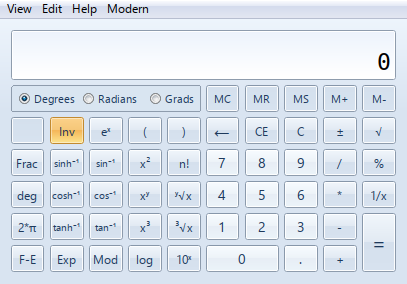 View Edit Help Modern
0
Degrees Radians Grads MC MR MS M+ M-
Inv eˣ ( ) ← CE C ± √
Frac sinh⁻¹ sin⁻¹ x² n! 7 8 9 / %
deg cosh⁻¹ cos⁻¹ xʸ ʸ√x 4 5 6 * 1/x
2*π tanh⁻¹ tan⁻¹ x³ ³√x 1 2 3 - =
F-E Exp Mod log 10ˣ 0 . +